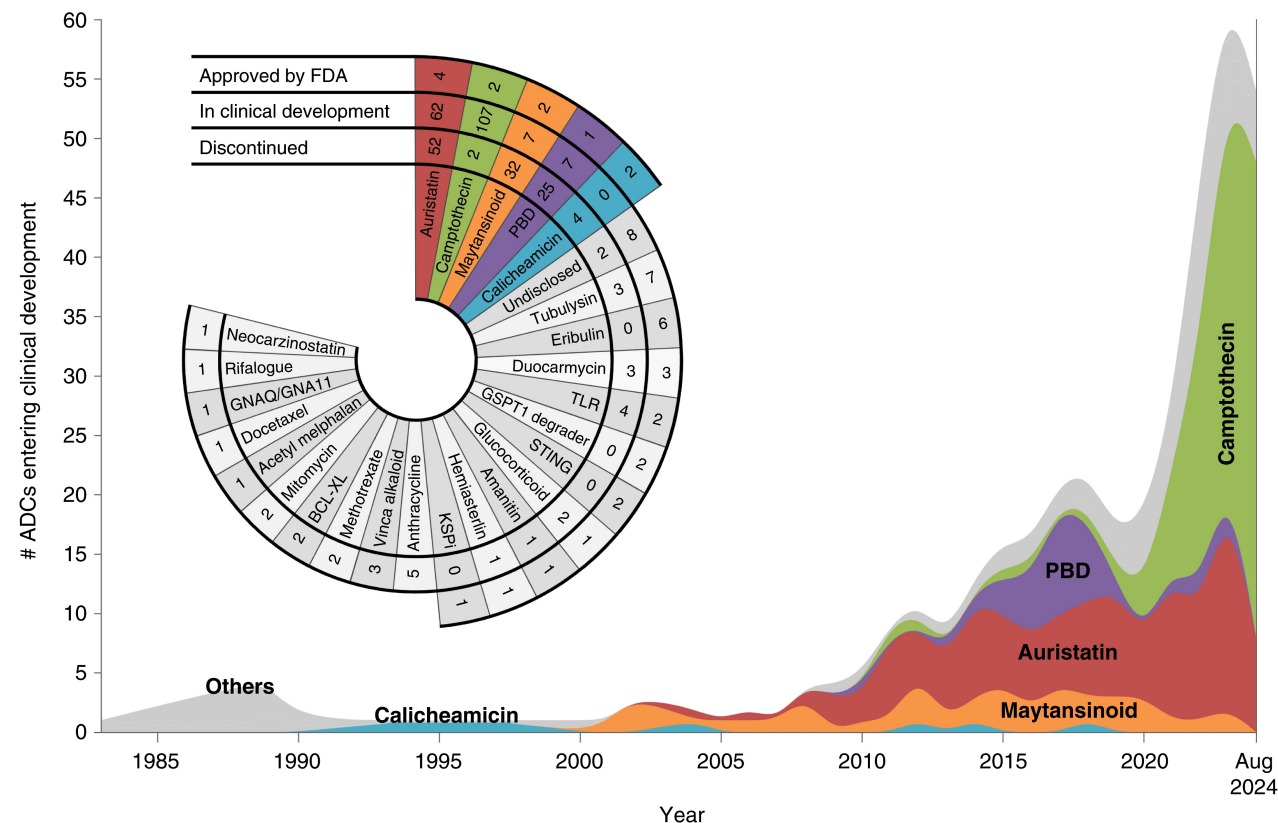 60
55
50
45
40
35
30
25
20
15
10
5
0
# ADCs entering clinical development
Approved by FDA
In clinical development
Discontinued
4
62
52
Auristatin
2
107
2
Camptothecin
2
7
32
Maytansinoid
1
7
25
PBD
2
0
4
Calicheamicin
8
2
Undisclosed
7
3
Tubulysin
6
0
Eribulin
3
3
Duocarmycin
2
4
TLR
2
0
GSPT1 degrader
2
0
STING
1
2
Glucocorticoid
1
1
Amanitin
1
1
Hemiasterlin
1
0
KSPi
5
Anthracycline
3
Vinca alkaloid
2
Methotrexate
2
BCL-XL
2
Mitomycin
1
Acetyl melphalan
1
Docetaxel
1
GNAQ/GNA11
1
Rifalogue
1
Neocarzinostatin
Others
Calicheamicin
Camptothecin
PBD
Auristatin
Maytansinoid
1985
1990
1995
2000
2005
2010
2015
2020
Aug
2024
Year